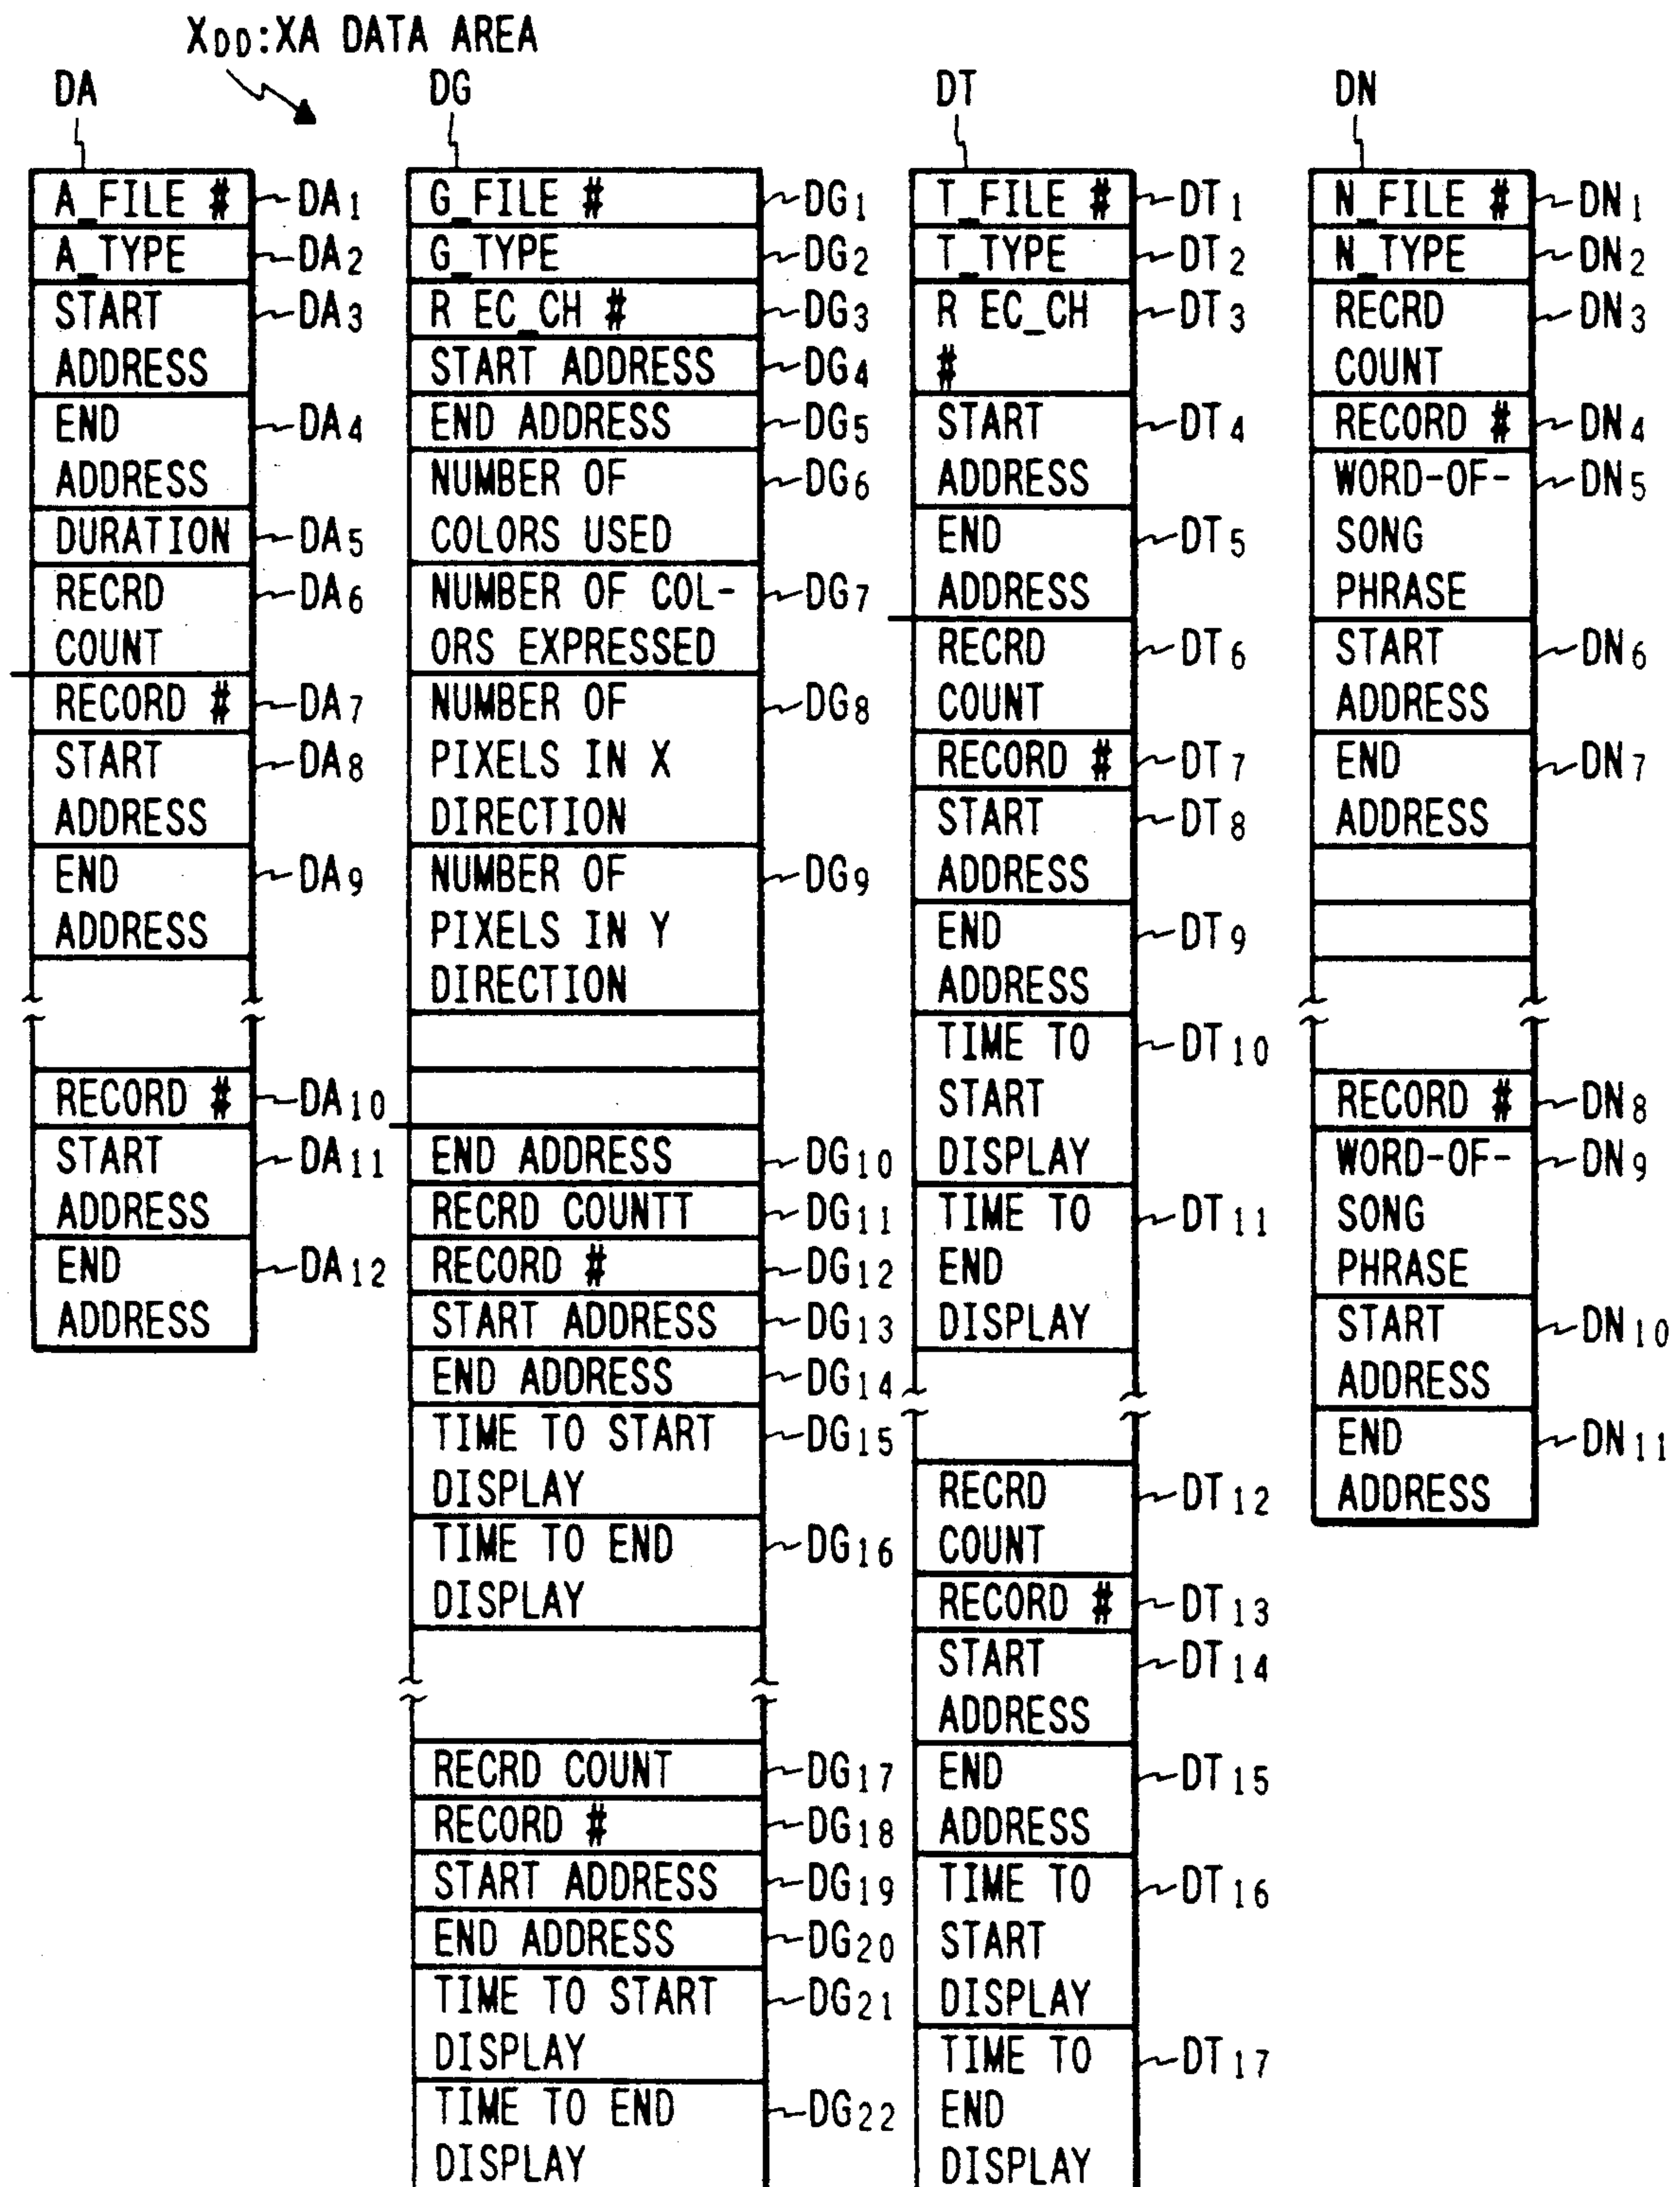 XDD:XA DATA AREA
DA
A_FILE # DA1
A_TYPE DA2
START DA3
ADDRESS
END DA4
ADDRESS
DURATION DA5
RECRD DA6
COUNT
RECORD # DA7
START DA8
ADDRESS
END DA9
ADDRESS
RECORD # DA10
START DA11
ADDRESS
END DA12
ADDRESS
DG
G_FILE # DG1
G_TYPE DG2
R EC_CH # DG3
START ADDRESS DG4
END ADDRESS DG5
NUMBER OF DG6
COLORS USED
NUMBER OF COL- DG7
ORS EXPRESSED
NUMBER OF DG8
PIXELS IN X
DIRECTION
NUMBER OF DG9
PIXELS IN Y
DIRECTION
END ADDRESS DG10
RECRD COUNTT DG11
RECORD # DG12
START ADDRESS DG13
END ADDRESS DG14
TIME TO START DG15
DISPLAY
TIME TO END DG16
DISPLAY
RECRD COUNT DG17
RECORD # DG18
START ADDRESS DG19
END ADDRESS DG20
TIME TO START DG21
DISPLAY
TIME TO END DG22
DISPLAY
DT
T_FILE # DT1
T_TYPE DT2
R EC_CH DT3
#
START DT4
ADDRESS
END DT5
ADDRESS
RECRD DT6
COUNT
RECORD # DT7
START DT8
ADDRESS
END DT9
ADDRESS
TIME TO DT10
START
DISPLAY
TIME TO DT11
END
DISPLAY
RECRD DT12
COUNT
RECORD # DT13
START DT14
ADDRESS
END DT15
ADDRESS
TIME TO DT16
START
DISPLAY
TIME TO DT17
END
DISPLAY
DN
N_FILE # DN1
N_TYPE DN2
RECRD DN3
COUNT
RECORD # DN4
WORD-OF- DN5
SONG
PHRASE
START DN6
ADDRESS
END DN7
ADDRESS
RECORD # DN8
WORD-OF- DN9
SONG
PHRASE
START DN10
ADDRESS
END DN11
ADDRESS